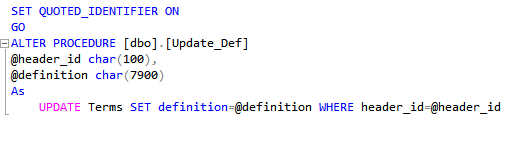 SET QUOTED_IDENTIFIER ON
GO
ALTER PROCEDURE [dbo].[Update_Def]
@header_id char(100),
@definition char(7900)
As
    UPDATE Terms SET definition=@definition WHERE header_id=@header_id